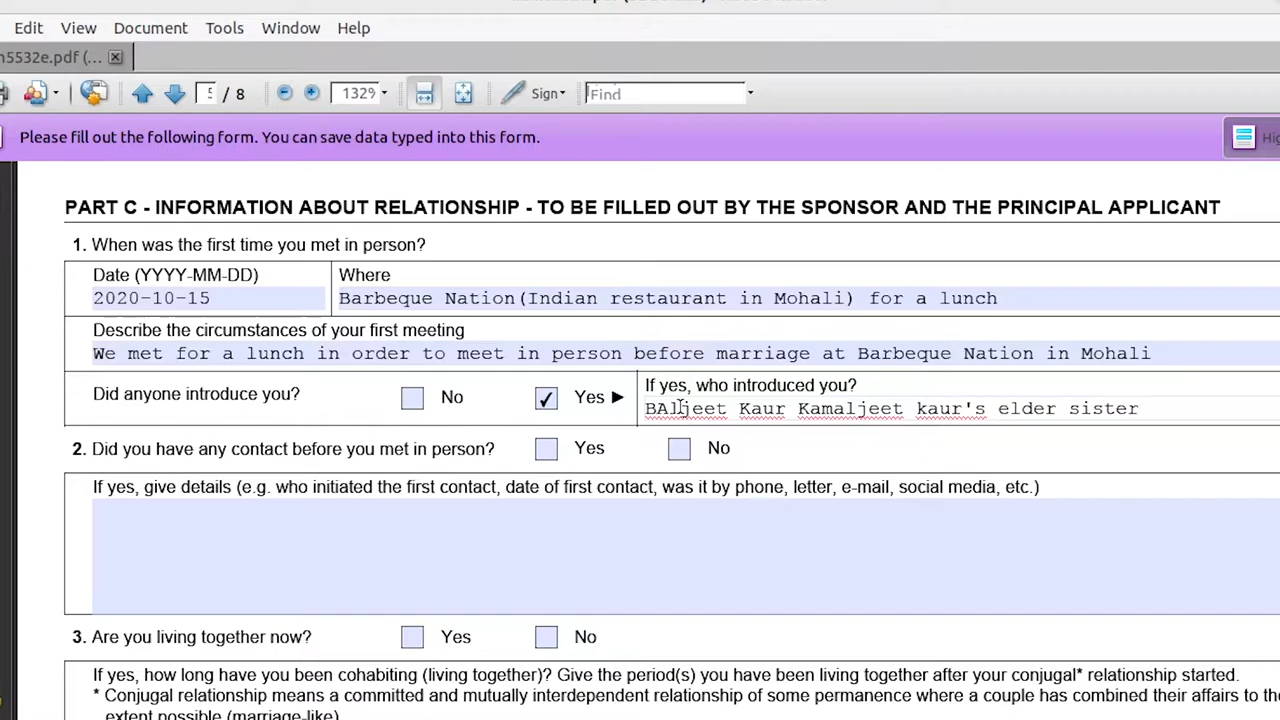 Edit View Document Tools Window Help
n5532e.pdf (...
5 / 8 132% Sign Find
Please fill out the following form. You can save data typed into this form.
PART C - INFORMATION ABOUT RELATIONSHIP - TO BE FILLED OUT BY THE SPONSOR AND THE PRINCIPAL APPLICANT
1. When was the first time you met in person?
Date (YYYY-MM-DD) Where
2020-10-15 Barbeque Nation(Indian restaurant in Mohali) for a lunch
Describe the circumstances of your first meeting
We met for a lunch in order to meet in person before marriage at Barbeque Nation in Mohali
Did anyone introduce you? No Yes If yes, who introduced you?
BAljeet Kaur Kamaljeet kaur's elder sister
2. Did you have any contact before you met in person? Yes No
If yes, give details (e.g. who initiated the first contact, date of first contact, was it by phone, letter, e-mail, social media, etc.)
3. Are you living together now? Yes No
If yes, how long have you been cohabiting (living together)? Give the period(s) you have been living together after your conjugal* relationship started.
* Conjugal relationship means a committed and mutually interdependent relationship of some permanence where a couple has combined their affairs to the
extent possible (marriage-like)